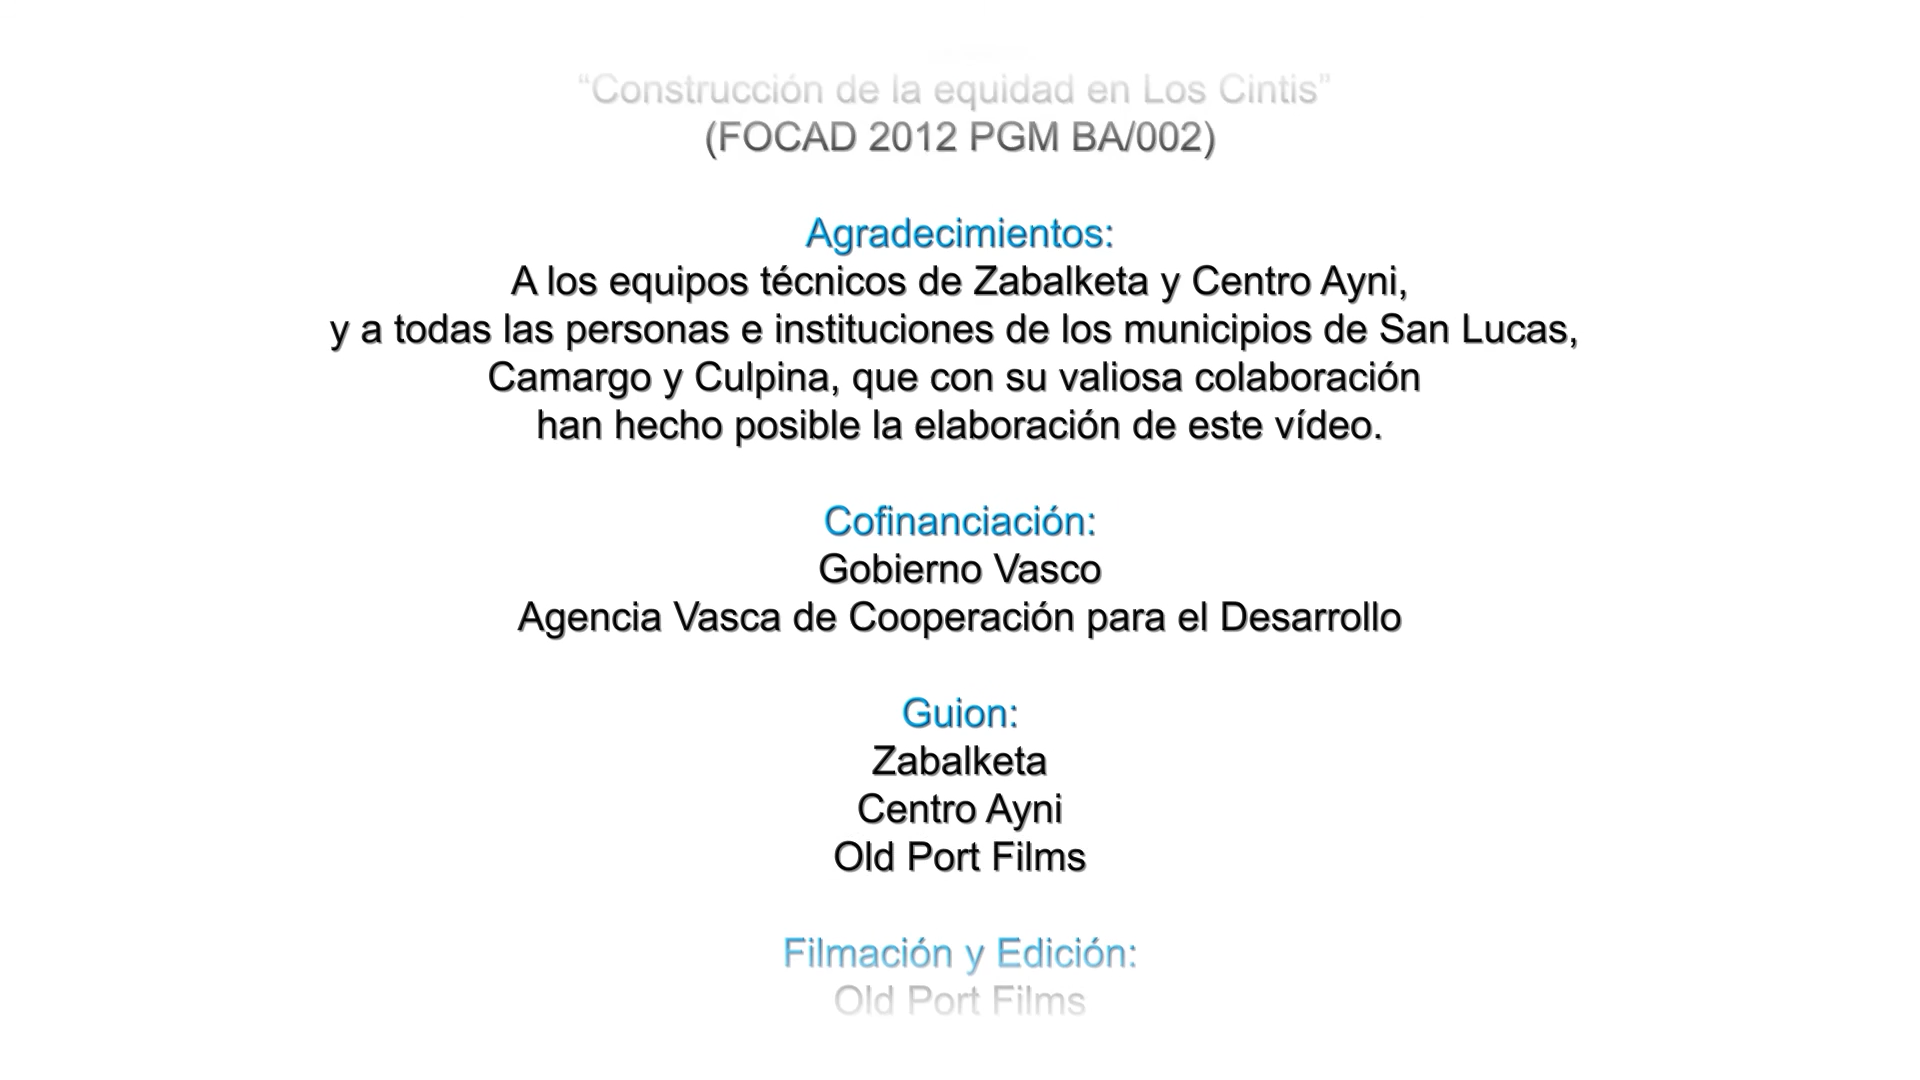 “Construcción de la equidad en Los Cintis”
(FOCAD 2012 PGM BA/002)
Agradecimientos:
A los equipos técnicos de Zabalketa y Centro Ayni,
y a todas las personas e instituciones de los municipios de San Lucas,
Camargo y Culpina, que con su valiosa colaboración
han hecho posible la elaboración de este vídeo.
Cofinanciación:
Gobierno Vasco
Agencia Vasca de Cooperación para el Desarrollo
Guion:
Zabalketa
Centro Ayni
Old Port Films
Filmación y Edición:
Old Port Films